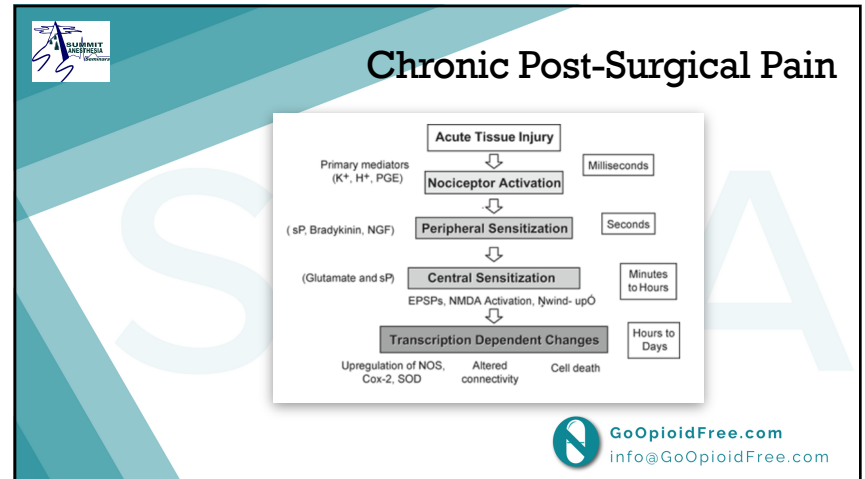 SUMMIT
ANESTHESIA
Seminars
Chronic Post-Surgical Pain
Acute Tissue Injury
Primary mediators
(K⁺, H⁺, PGE)
Milliseconds
Nociceptor Activation
( sP, Bradykinin, NGF)
Peripheral Sensitization
Seconds
(Glutamate and sP)
Central Sensitization
Minutes
to Hours
EPSPs, NMDA Activation, Ņwind- upÓ
Transcription Dependent Changes
Hours to
Days
Upregulation of NOS,
Cox-2, SOD
Altered
connectivity
Cell death
GoOpioidFree.com
info@GoOpioidFree.com